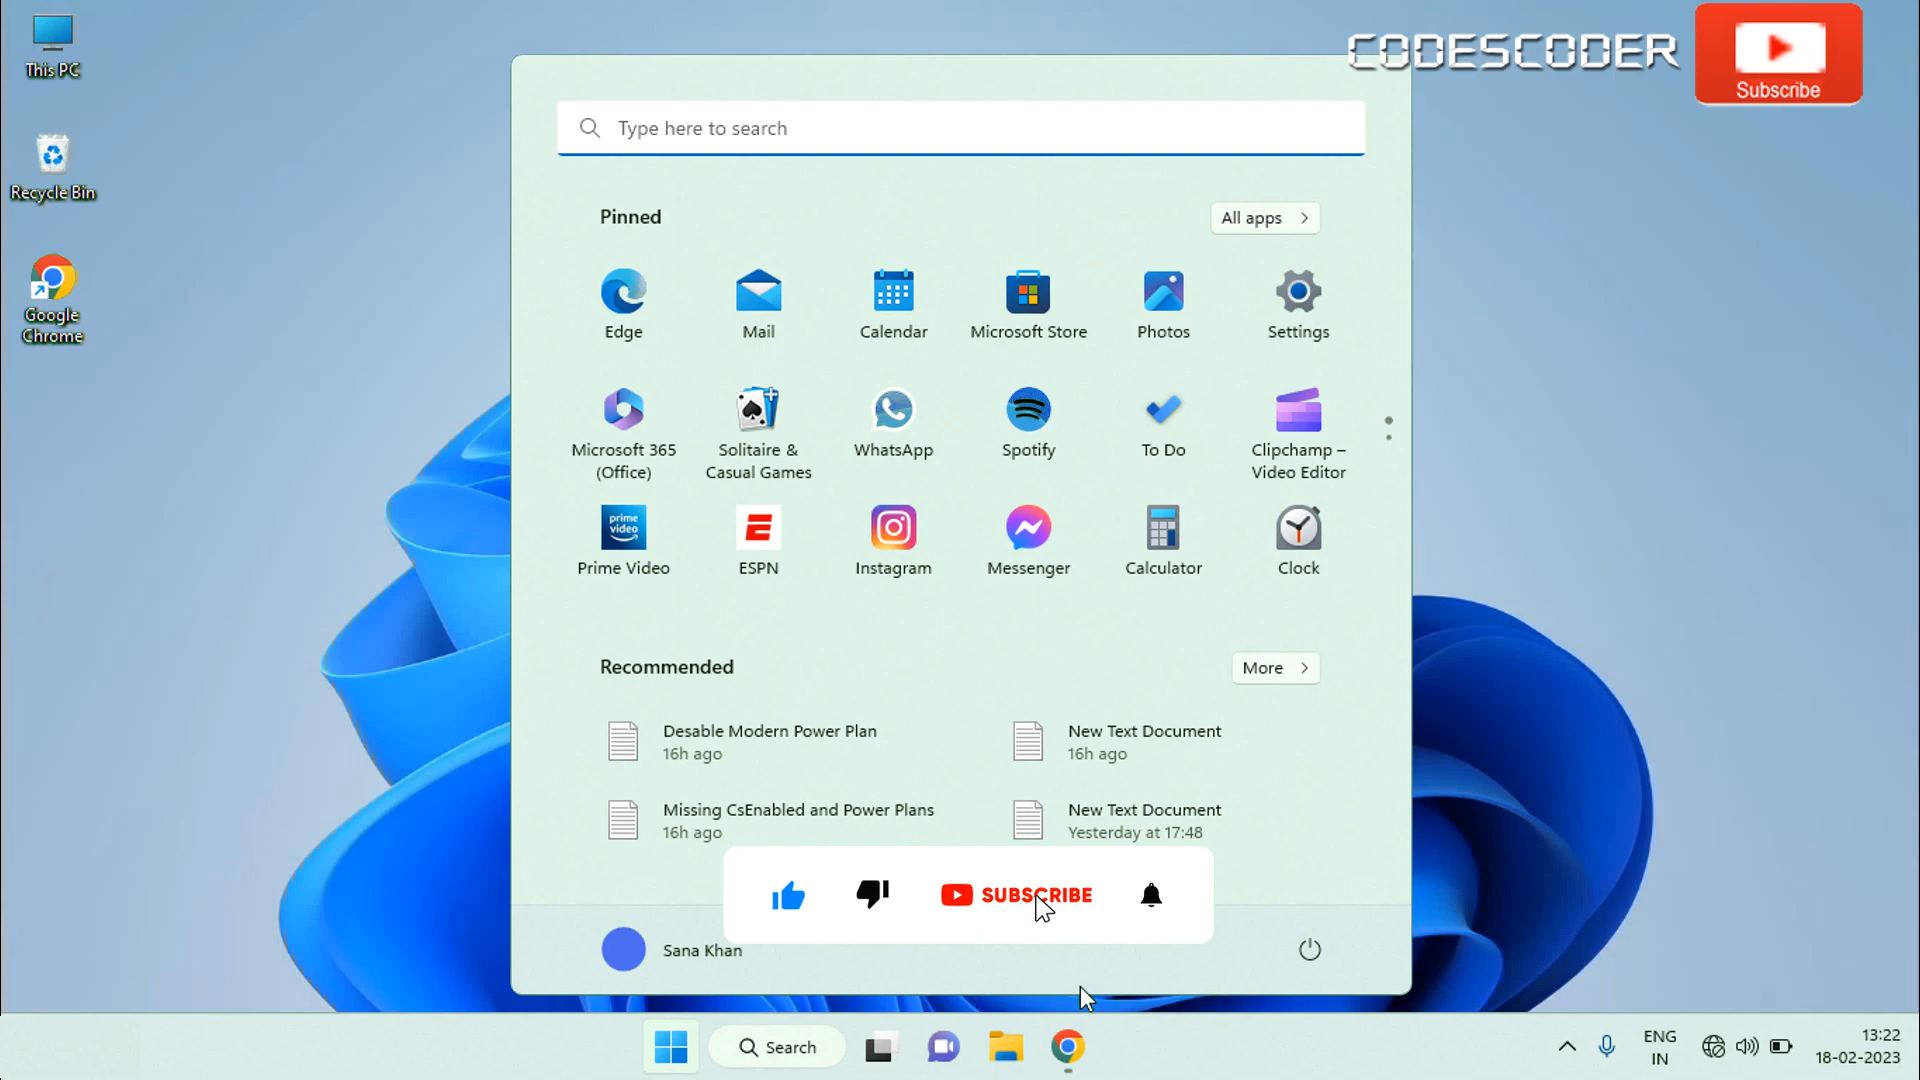 This PC
Recycle Bin
Google
Chrome
CODESCODER
Subscribe
Type here to search
Pinned
All apps
Edge
Mail
Calendar
Microsoft Store
Photos
Settings
Microsoft 365
(Office)
Solitaire &
Casual Games
WhatsApp
Spotify
To Do
Clipchamp –
Video Editor
prime
video
Prime Video
ESPN
Instagram
Messenger
Calculator
Clock
Recommended
More
Desable Modern Power Plan
16h ago
New Text Document
16h ago
Missing CsEnabled and Power Plans
16h ago
New Text Document
Yesterday at 17:48
SUBSCRIBE
Sana Khan
Search
ENG
IN
13:22
18-02-2023